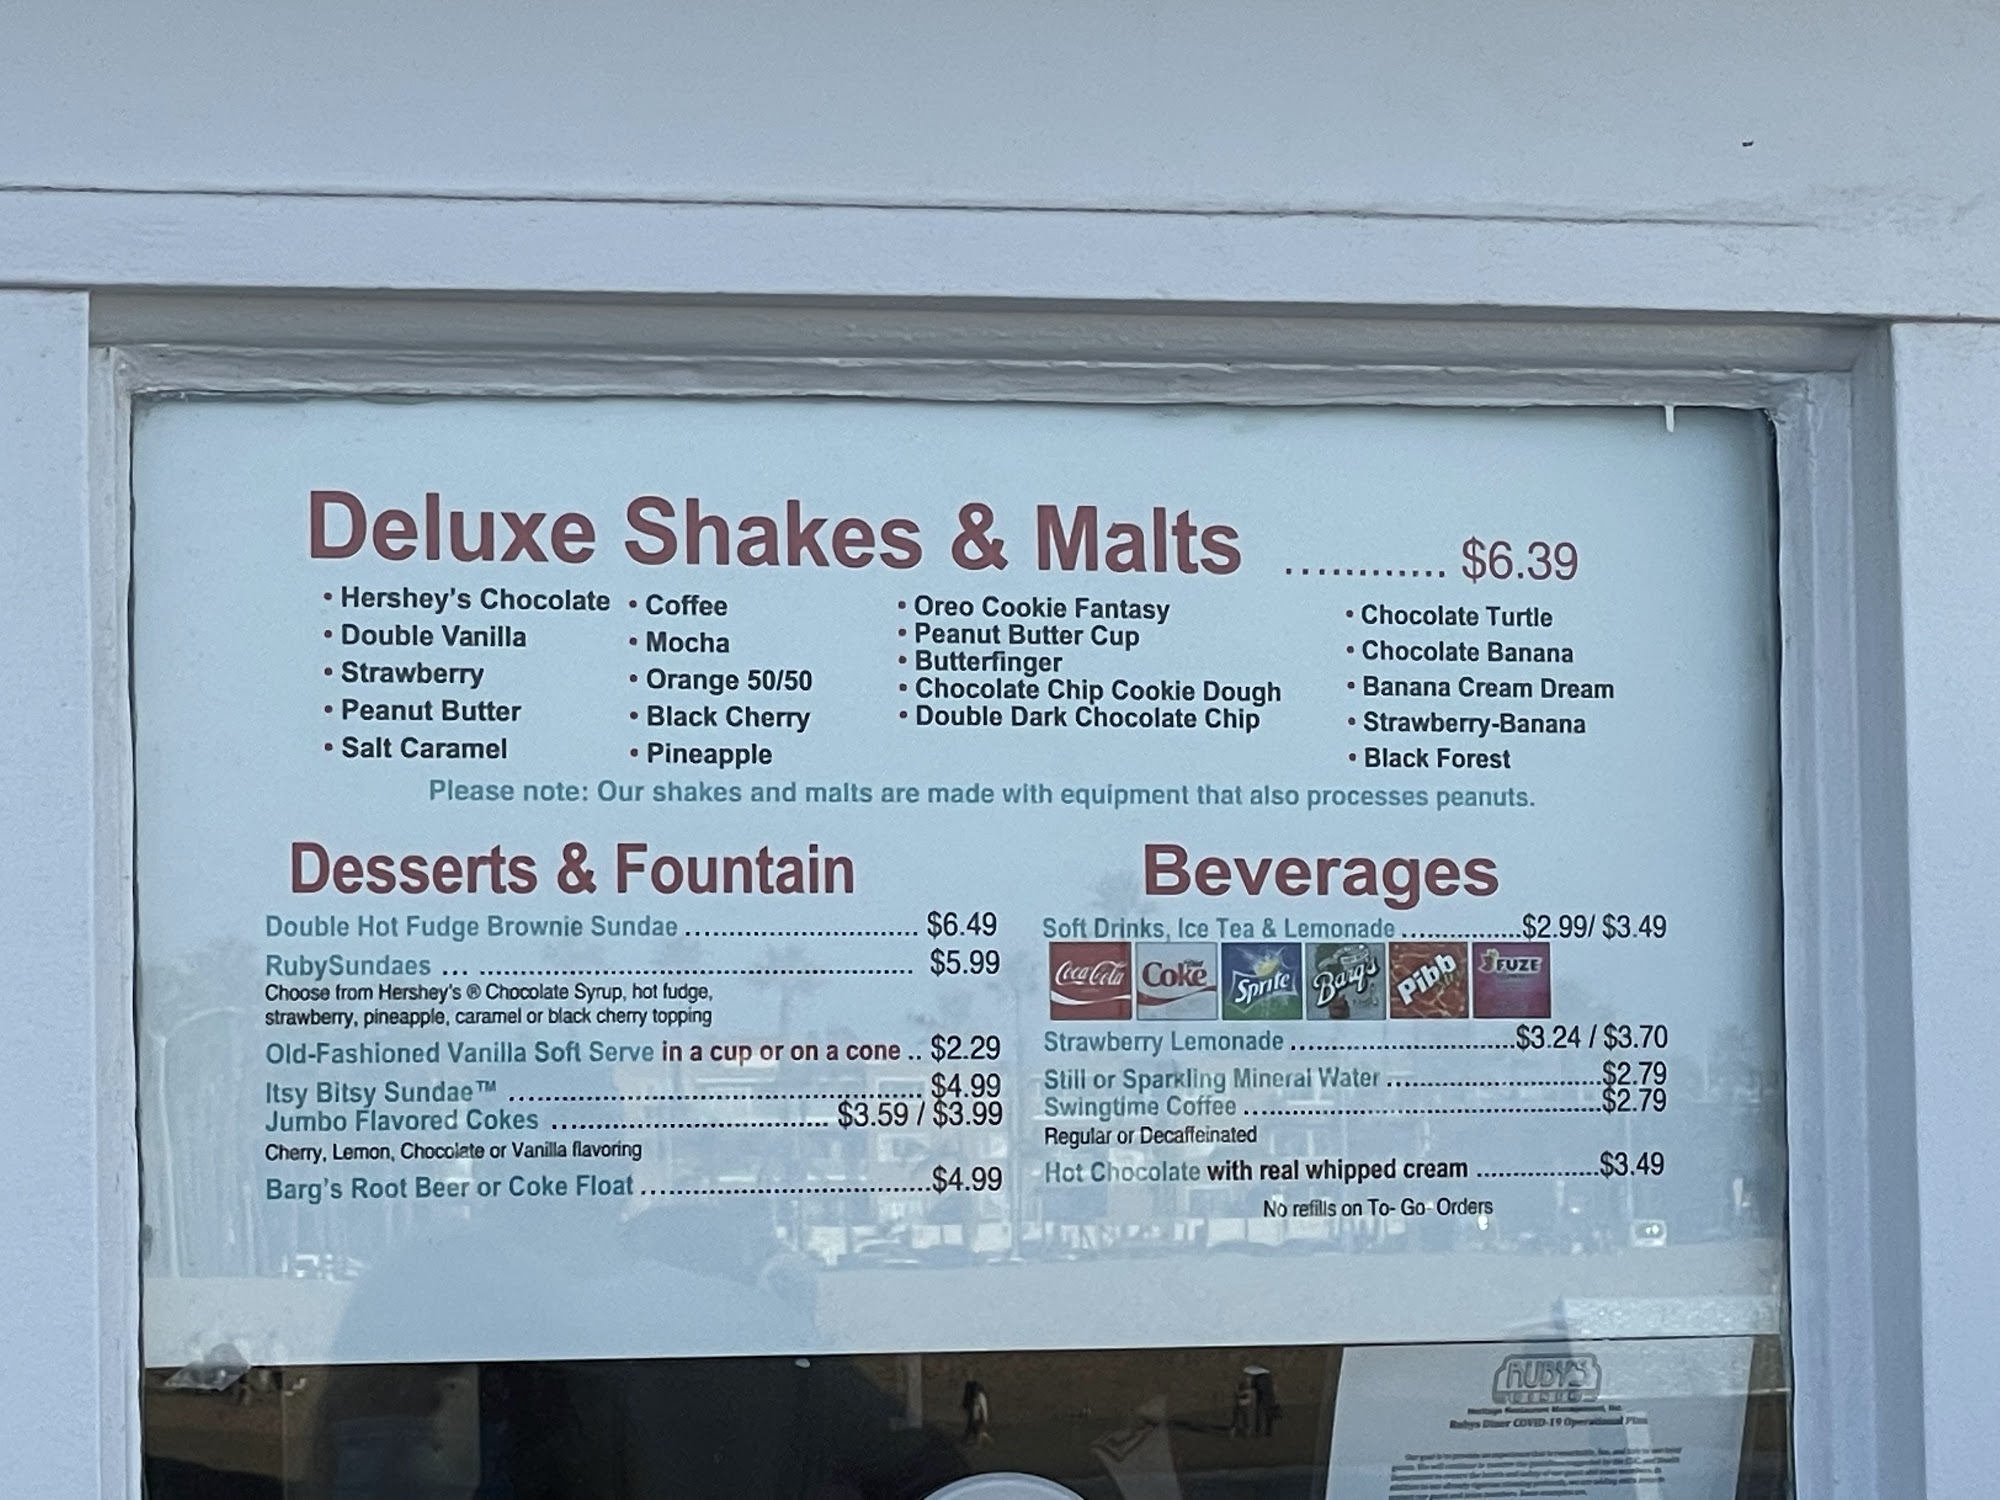 Deluxe Shakes & Malts ............ $6.39
• Hershey's Chocolate
• Double Vanilla
• Strawberry
• Peanut Butter
• Salt Caramel
• Coffee
• Mocha
• Orange 50/50
• Black Cherry
• Pineapple
• Oreo Cookie Fantasy
• Peanut Butter Cup
• Butterfinger
• Chocolate Chip Cookie Dough
• Double Dark Chocolate Chip
• Chocolate Turtle
• Chocolate Banana
• Banana Cream Dream
• Strawberry-Banana
• Black Forest
Please note: Our shakes and malts are made with equipment that also processes peanuts.
Desserts & Fountain
Double Hot Fudge Brownie Sundae ............................ $6.49
RubySundaes ... .................................................... $5.99
Choose from Hershey's ® Chocolate Syrup, hot fudge,
strawberry, pineapple, caramel or black cherry topping
Old-Fashioned Vanilla Soft Serve in a cup or on a cone .. $2.29
Itsy Bitsy Sundae™ .................................................. $4.99
Jumbo Flavored Cokes ................................. $3.59 / $3.99
Cherry, Lemon, Chocolate or Vanilla flavoring
Barg's Root Beer or Coke Float ...................................$4.99
Beverages
Soft Drinks, Ice Tea & Lemonade ...............$2.99/ $3.49
Coca-Cola
Coke
Sprite
Barq's
Pibb
FUZE
Strawberry Lemonade ...........................$3.24 / $3.70
Still or Sparkling Mineral Water ..........................$2.79
Swingtime Coffee ...........................................$2.79
Regular or Decaffeinated
Hot Chocolate with real whipped cream ...............$3.49
No refills on To- Go- Orders
RUBY'S
DINER
Rubys Diner COVID-19 Operational Plan